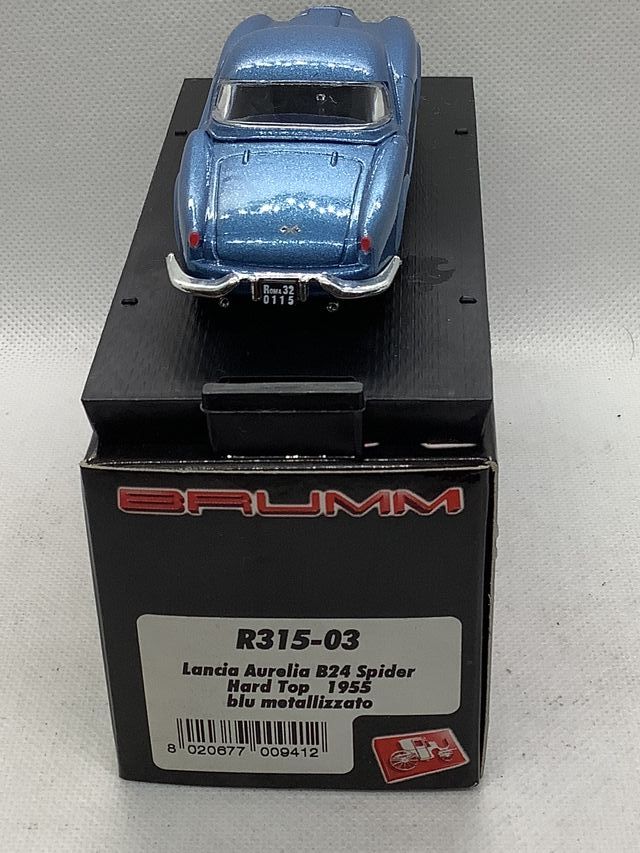 ROMA 32
0115
BRUMM
R315-03
Lancia Aurelia B24 Spider
Hard Top 1955
blu metallizzato
8 020677 009412